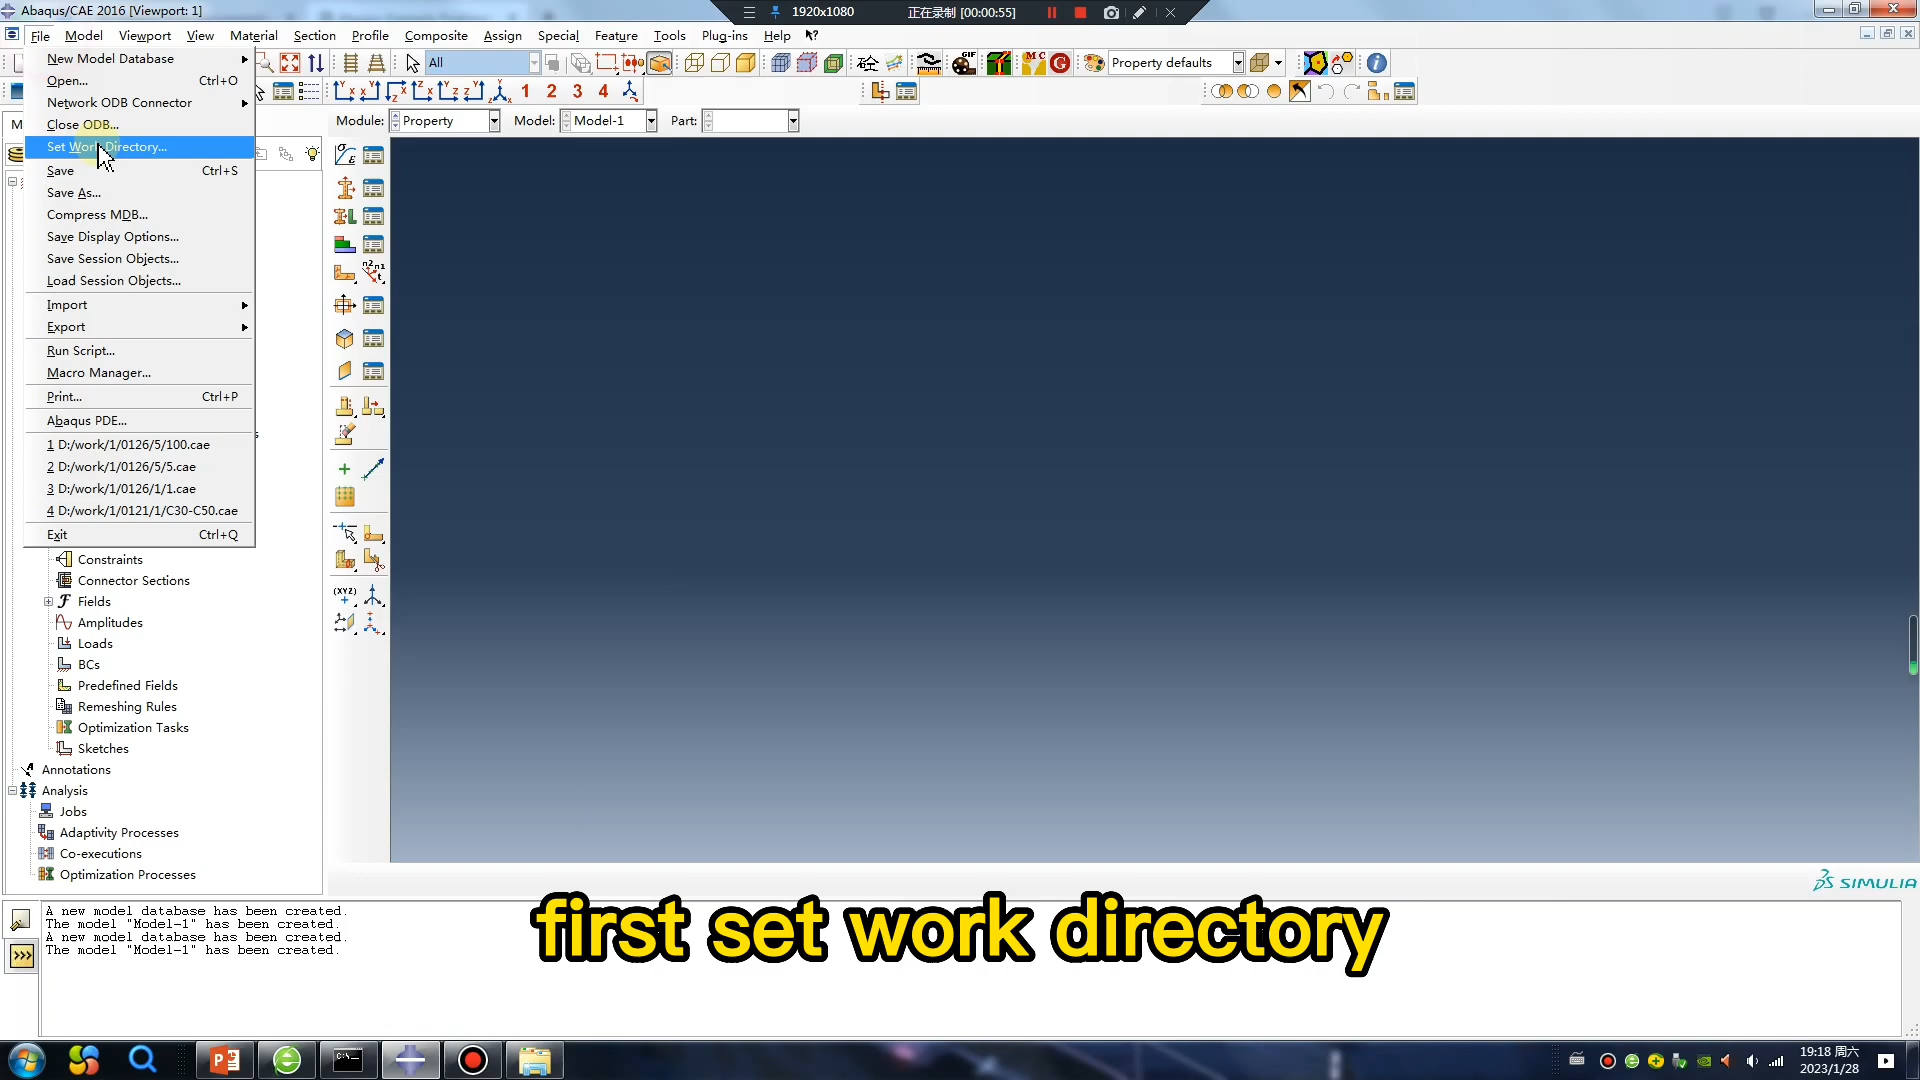 Abaqus/CAE 2016 [Viewport: 1]
1920x1080
正在录制 [00:00:55]
File Model Viewport View Material Section Profile Composite Assign Special Feature Tools Plug-ins Help
New Model Database
Open... Ctrl+O
Network ODB Connector
Close ODB...
Set Work Directory...
Save Ctrl+S
Save As...
Compress MDB...
Save Display Options...
Save Session Objects...
Load Session Objects...
Import
Export
Run Script...
Macro Manager...
Print... Ctrl+P
Abaqus PDE...
1 D:/work/1/0126/5/100.cae
2 D:/work/1/0126/5/5.cae
3 D:/work/1/0126/1/1.cae
4 D:/work/1/0121/1/C30-C50.cae
Exit Ctrl+Q
All
Property defaults
1 2 3 4
Module: Property Model: Model-1 Part:
(XYZ)
Constraints
Connector Sections
Fields
Amplitudes
Loads
BCs
Predefined Fields
Remeshing Rules
Optimization Tasks
Sketches
Annotations
Analysis
Jobs
Adaptivity Processes
Co-executions
Optimization Processes
SIMULIA
A new model database has been created.
The model "Model-1" has been created.
A new model database has been created.
The model "Model-1" has been created.
first set work directory
19:18 周六
2023/1/28